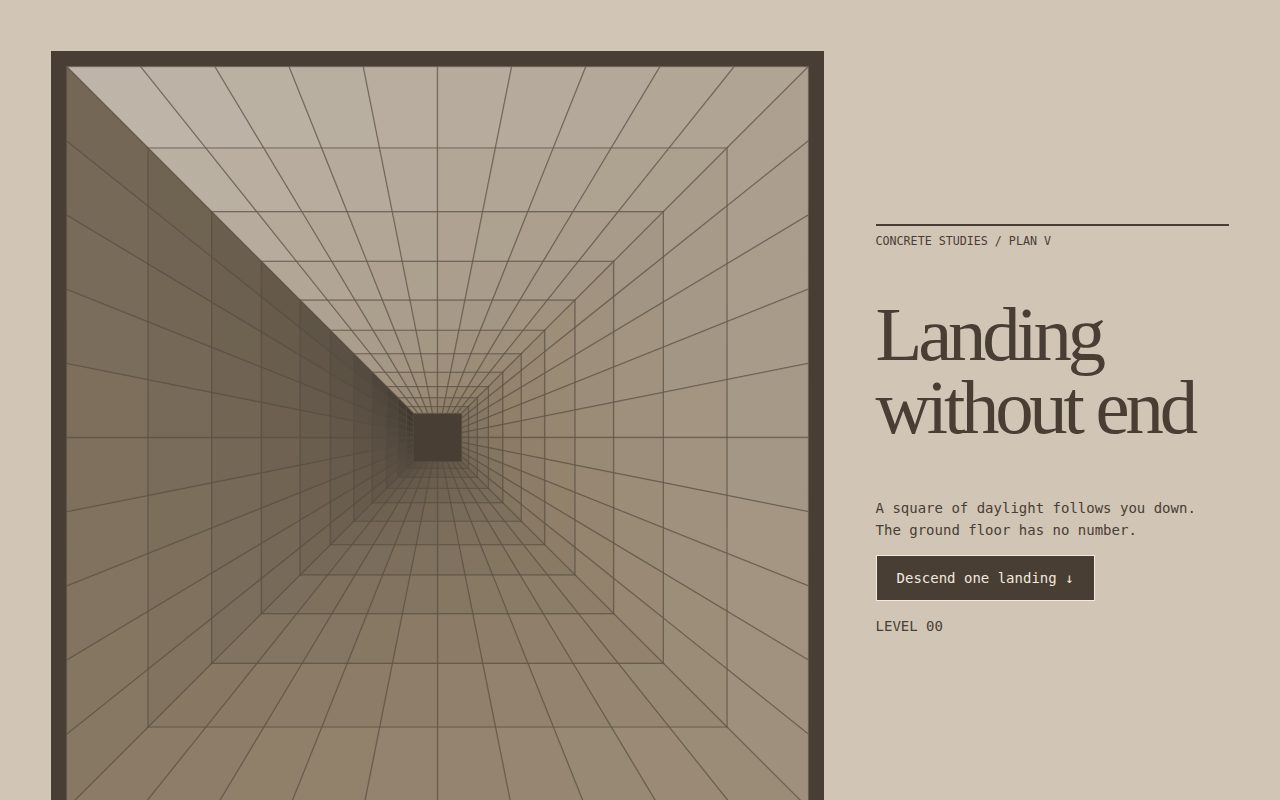 CONCRETE STUDIES / PLAN V
Landing
without end
A square of daylight follows you down.
The ground floor has no number.
Descend one landing ↓
LEVEL 00